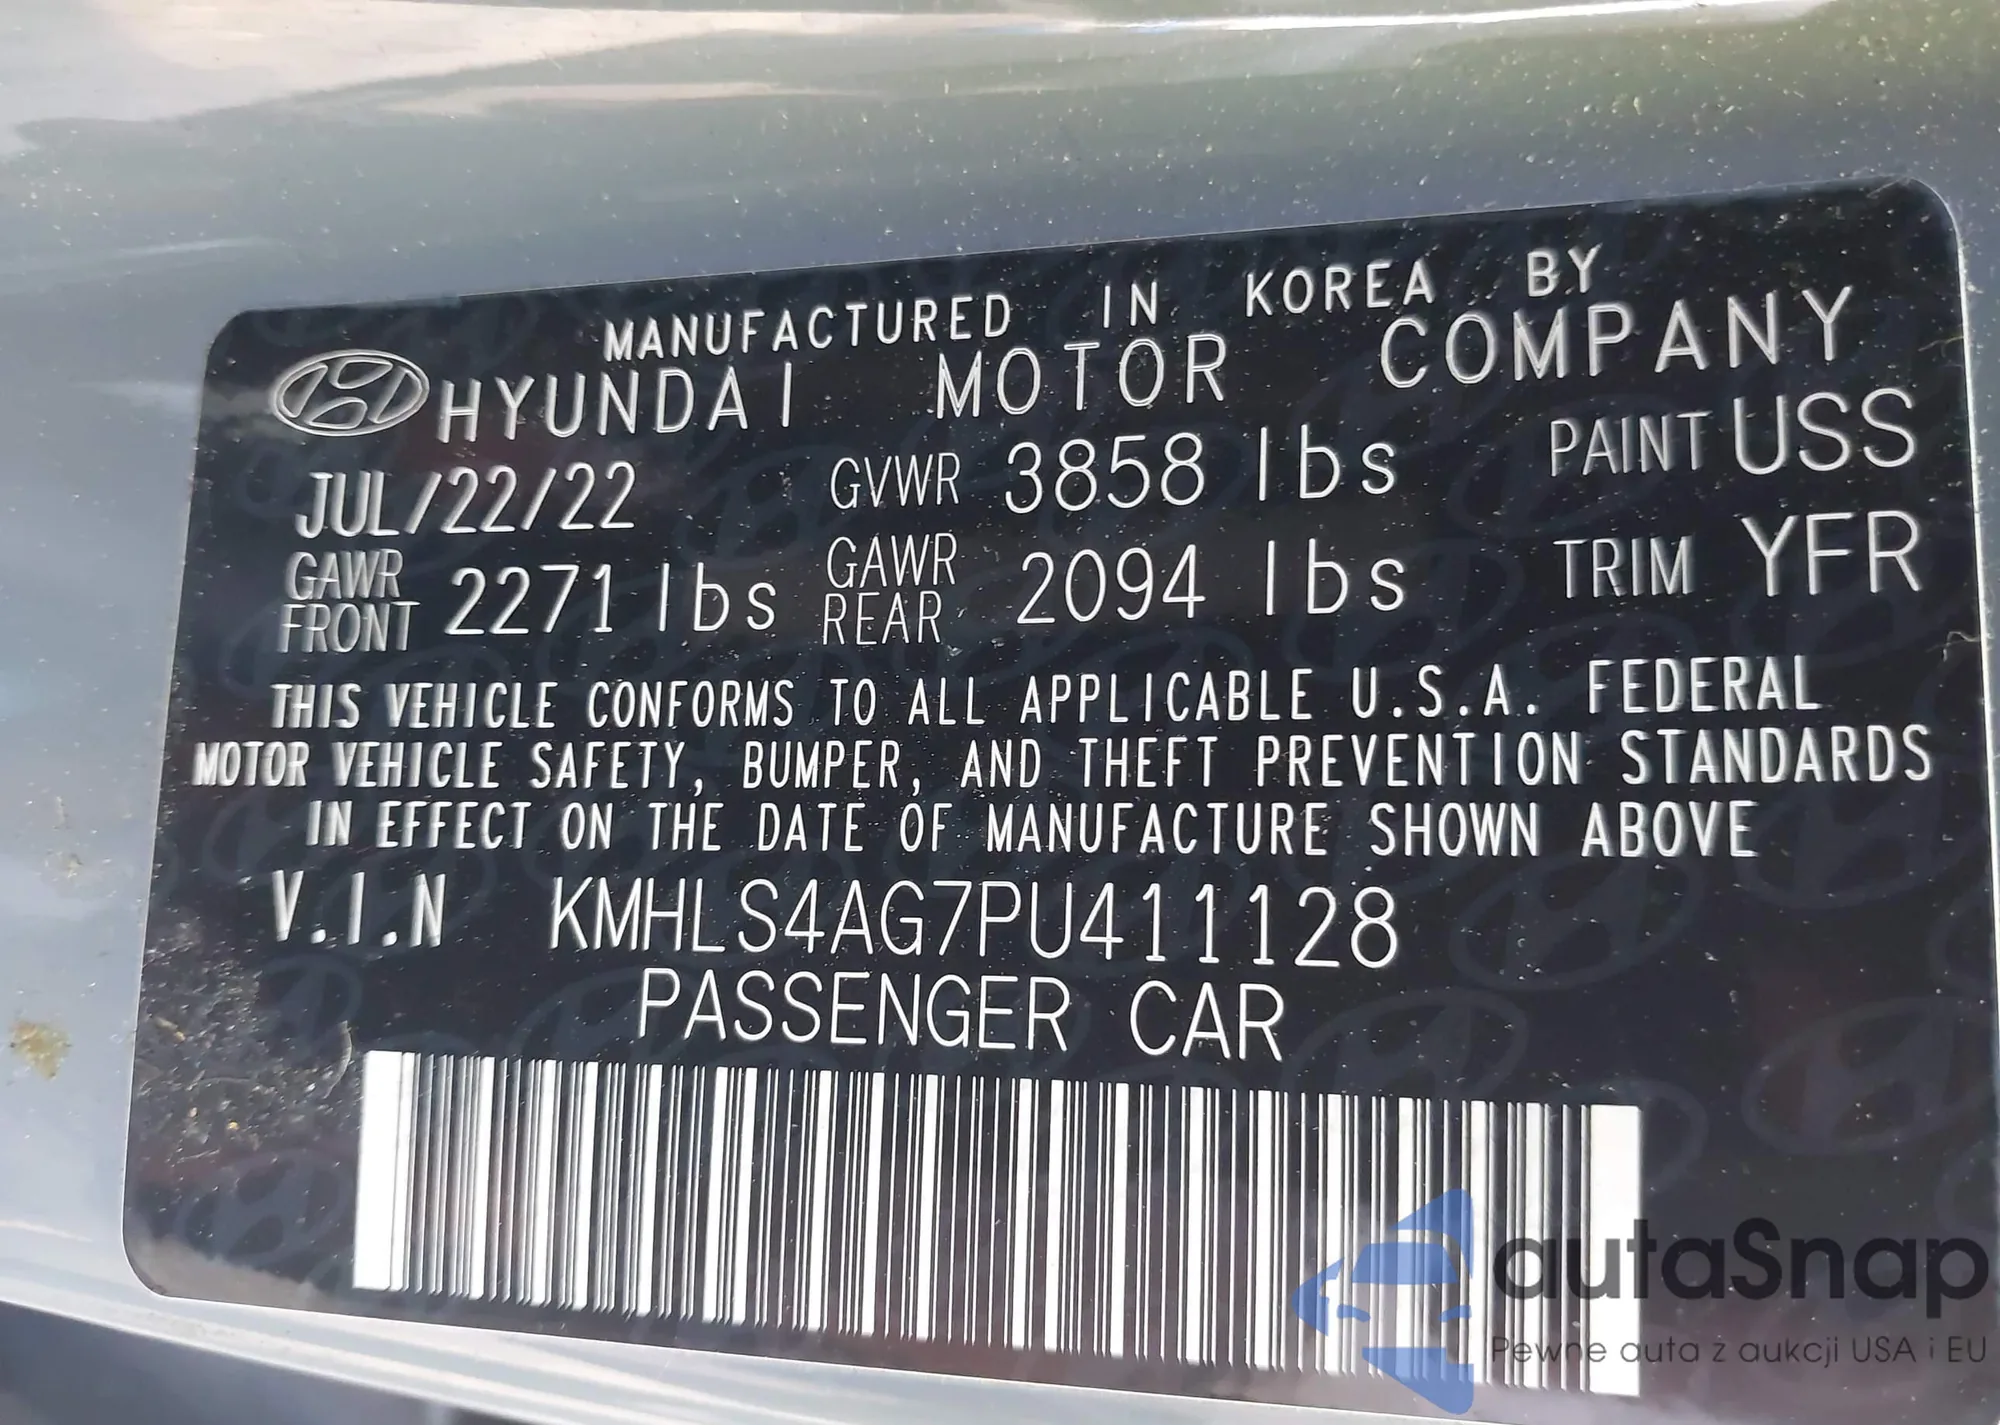 MANUFACTURED IN KOREA BY
HYUNDAI MOTOR COMPANY
JUL/22/22 GVWR 3858 lbs PAINT USS
GAWR FRONT 2271 lbs GAWR REAR 2094 lbs TRIM YFR
THIS VEHICLE CONFORMS TO ALL APPLICABLE U.S.A. FEDERAL
MOTOR VEHICLE SAFETY, BUMPER, AND THEFT PREVENTION STANDARDS
IN EFFECT ON THE DATE OF MANUFACTURE SHOWN ABOVE
V.I.N KMHLS4AG7PU411128
PASSENGER CAR
autaSnap
Pewne auta z aukcji USA i EU